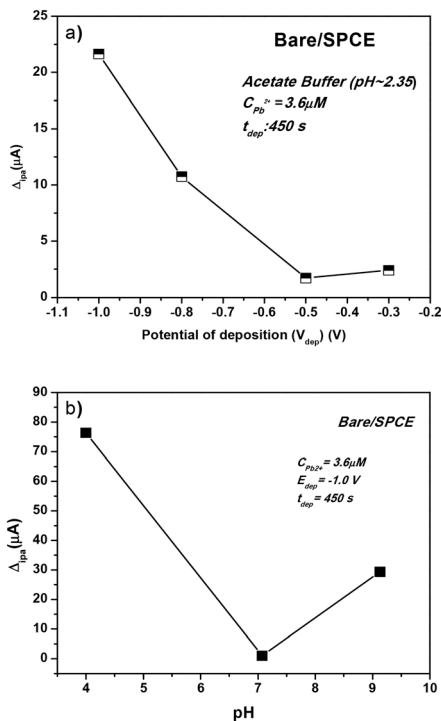 a)
Bare/SPCE
Acetate Buffer (pH~2.35)
C_Pb^2+ = 3.6μM
t_dep:450 s
Δ_ipa(μA)
25
20
15
10
5
0
-1.1 -1.0 -0.9 -0.8 -0.7 -0.6 -0.5 -0.4 -0.3 -0.2
Potential of deposition (V_dep) (V)
b)
Bare/SPCE
C_Pb2+= 3.6μM
E_dep= -1.0 V
t_dep= 450 s
Δ_ipa(μA)
90
80
70
60
50
40
30
20
10
0
4 5 6 7 8 9 10
pH